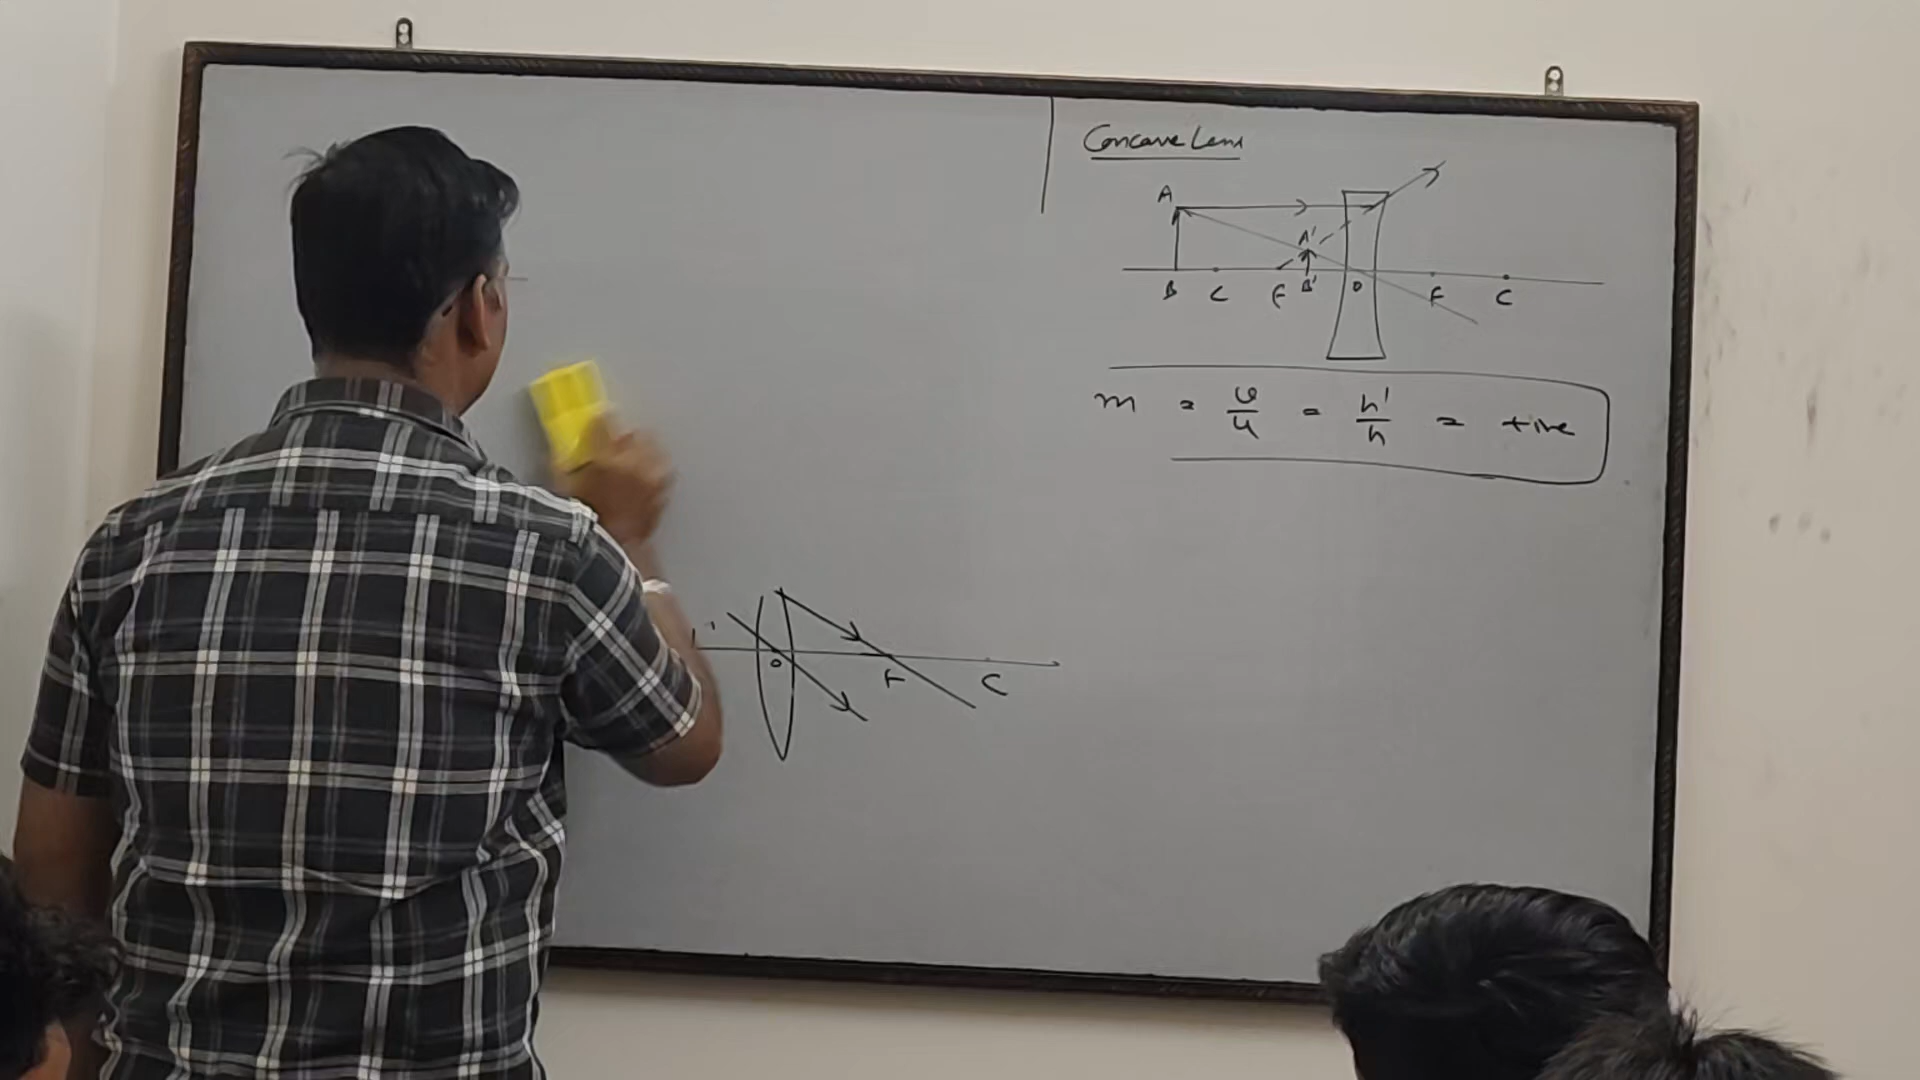 Concave Lens
A
A'
B C F B' O F C
m = v/u = h'/h = +ive
O F C